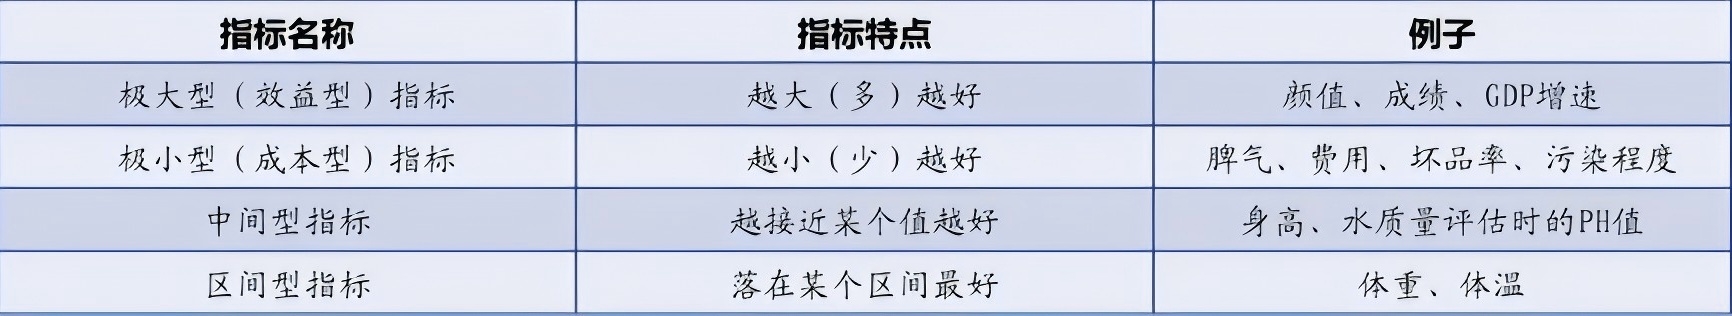 指标名称 指标特点 例子
极大型（效益型）指标 越大（多）越好 颜值、成绩、GDP增速
极小型（成本型）指标 越小（少）越好 脾气、费用、坏品率、污染程度
中间型指标 越接近某个值越好 身高、水质量评估时的PH值
区间型指标 落在某个区间最好 体重、体温